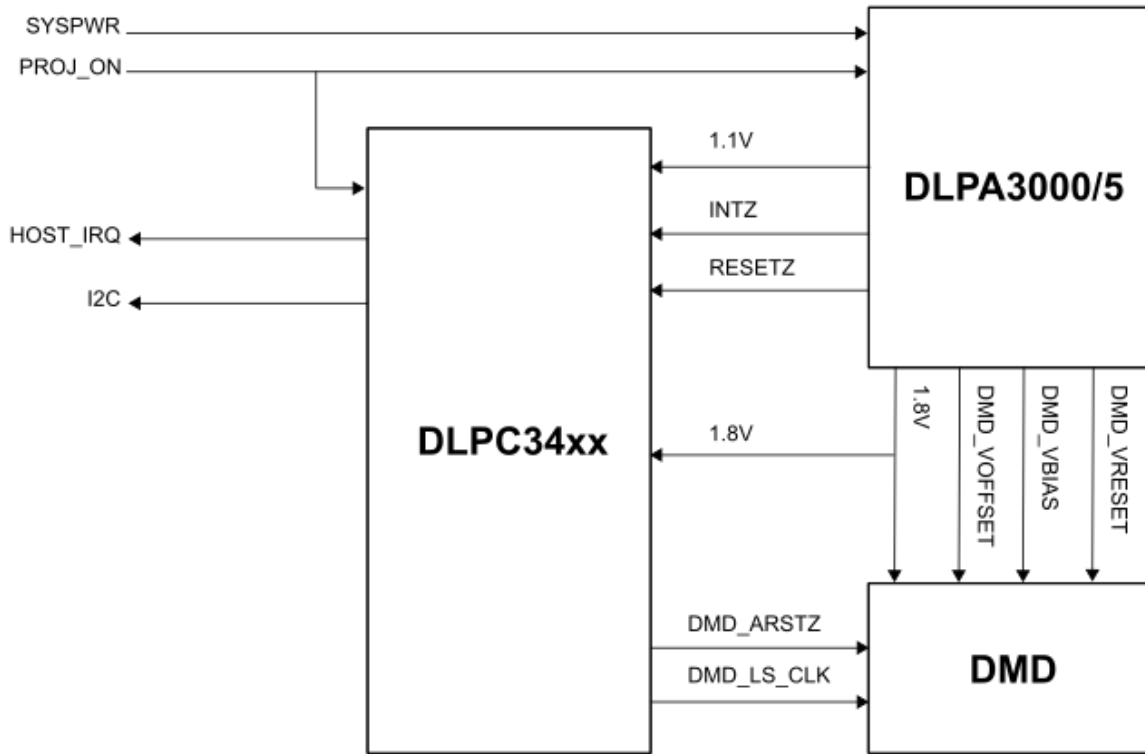 SYSPWR
PROJ_ON
1.1V
DLPA3000/5
INTZ
HOST_IRQ
RESETZ
I2C
1.8V
DMD_VOFFSET
DMD_VBIAS
DMD_VRESET
DLPC34xx
1.8V
DMD_ARSTZ
DMD_LS_CLK
DMD